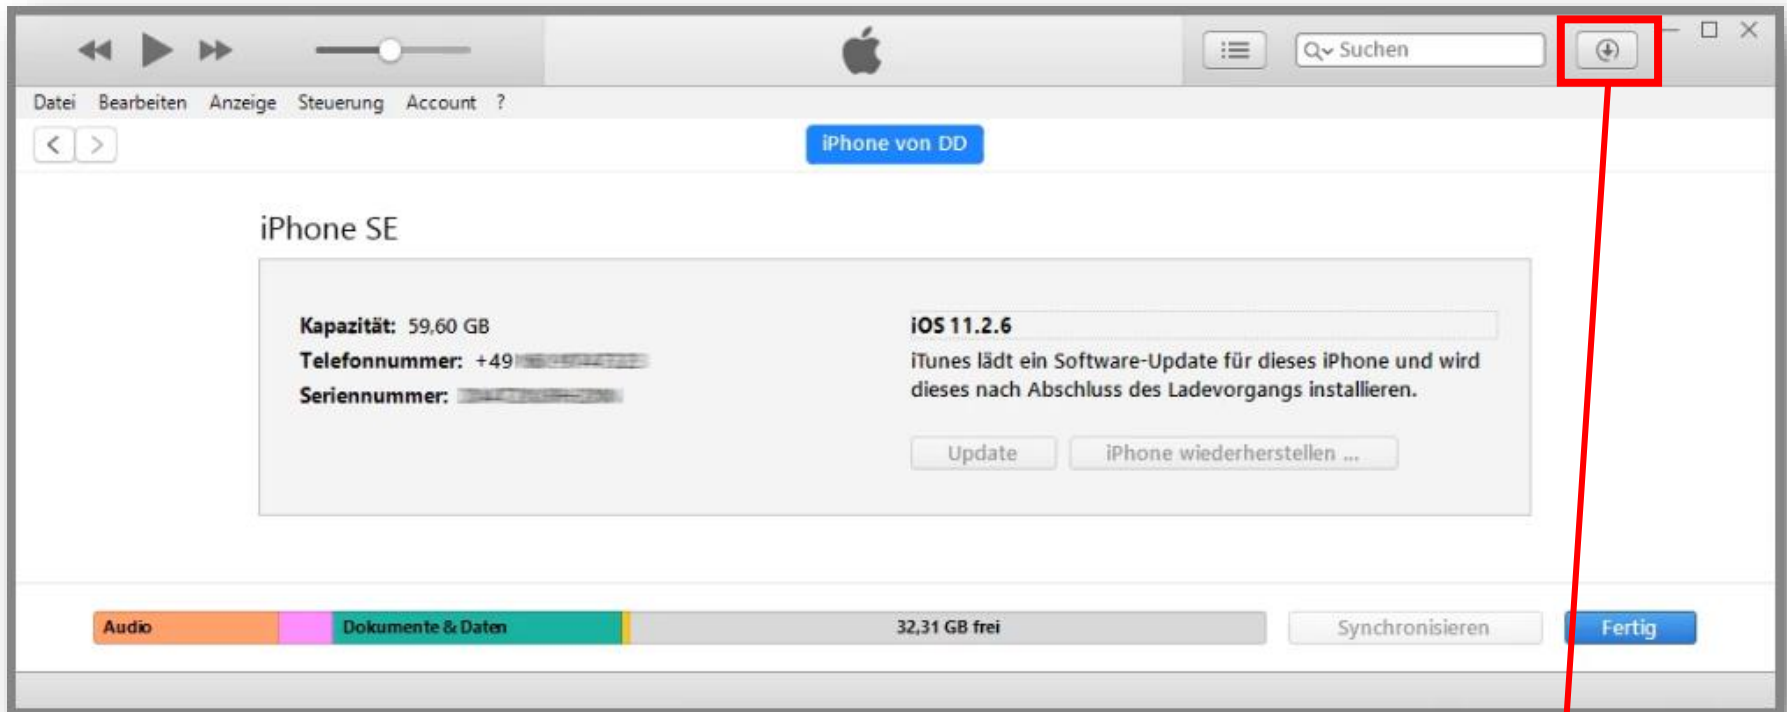 Suchen
Datei Bearbeiten Anzeige Steuerung Account ?
iPhone von DD
iPhone SE
Kapazität: 59,60 GB
Telefonnummer: +49
Seriennummer:
iOS 11.2.6
iTunes lädt ein Software-Update für dieses iPhone und wird
dieses nach Abschluss des Ladevorgangs installieren.
Update iPhone wiederherstellen ...
Audio Dokumente & Daten 32,31 GB frei Synchronisieren Fertig